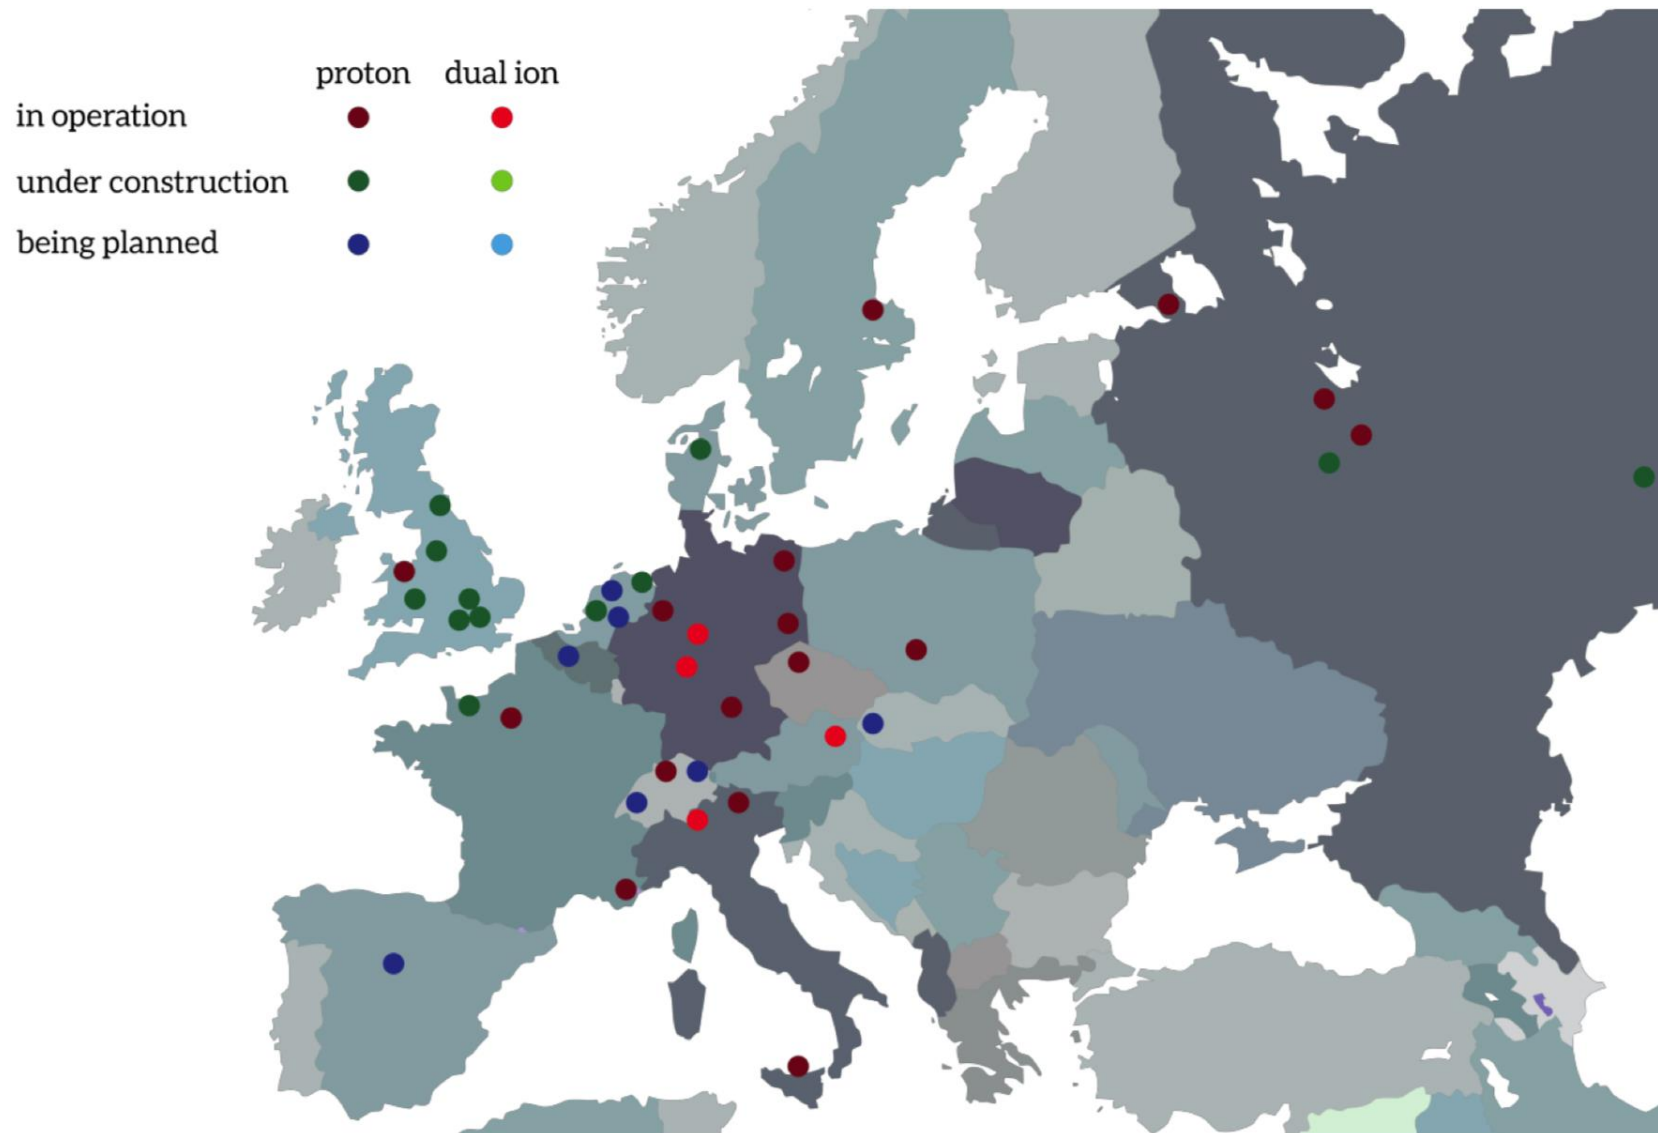 proton dual ion
in operation
under construction
being planned